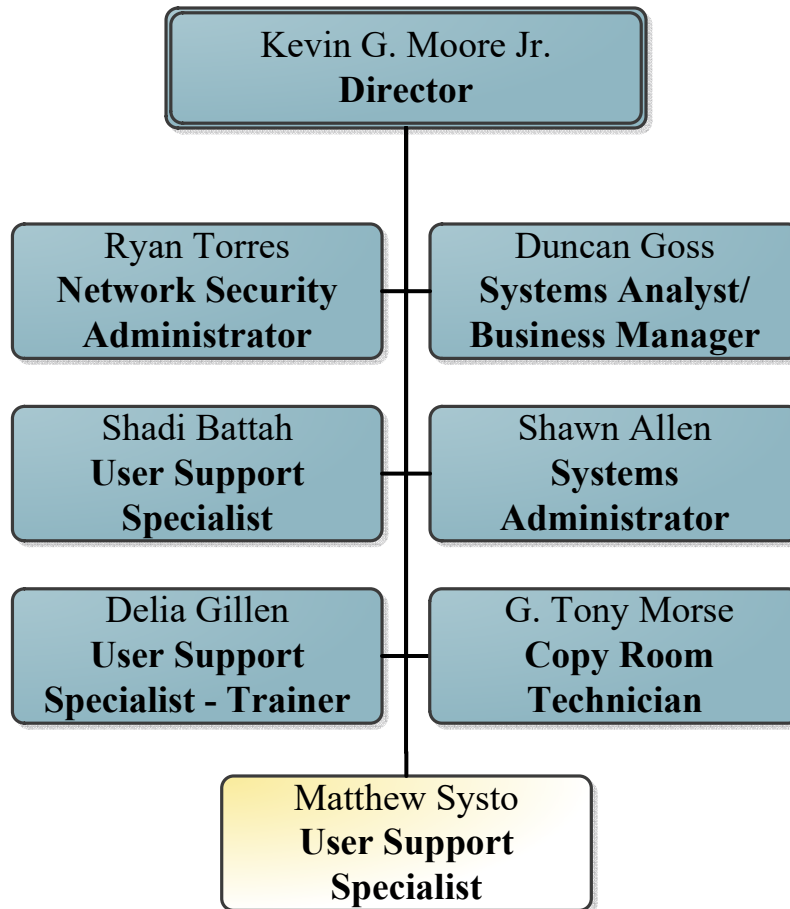 Kevin G. Moore Jr.
Director
Ryan Torres
Network Security
Administrator
Duncan Goss
Systems Analyst/
Business Manager
Shadi Battah
User Support
Specialist
Shawn Allen
Systems
Administrator
Delia Gillen
User Support
Specialist - Trainer
G. Tony Morse
Copy Room
Technician
Matthew Systo
User Support
Specialist